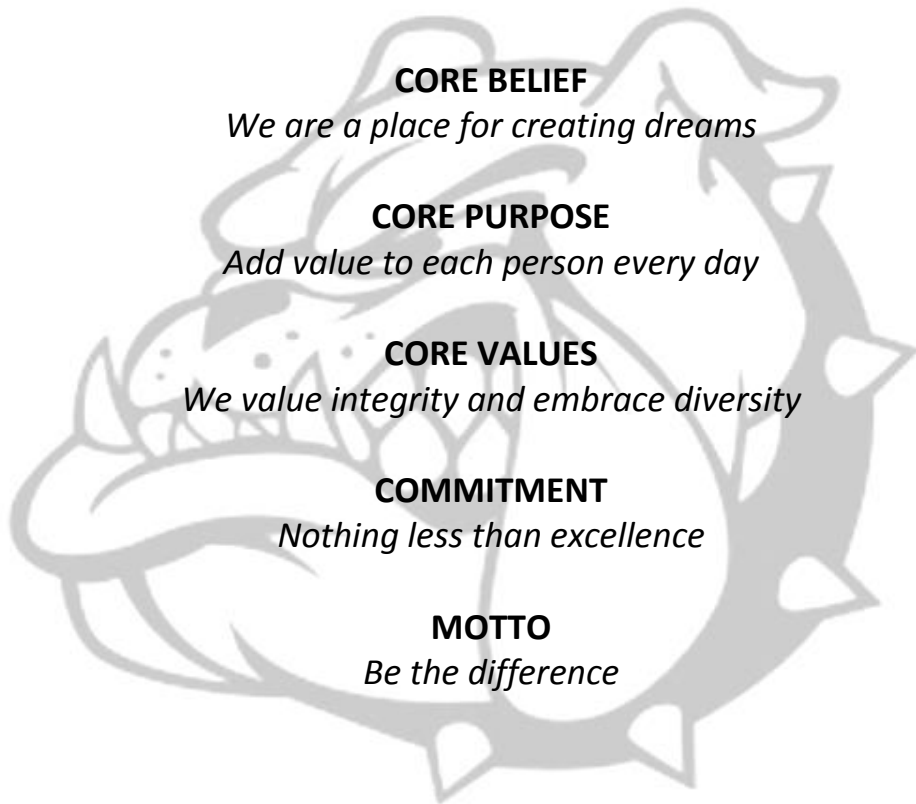 CORE BELIEF
We are a place for creating dreams
CORE PURPOSE
Add value to each person every day
CORE VALUES
We value integrity and embrace diversity
COMMITMENT
Nothing less than excellence
MOTTO
Be the difference